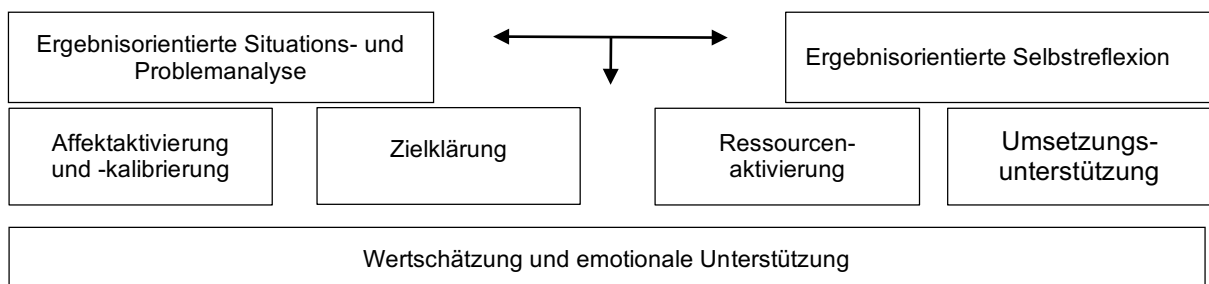 Ergebnisorientierte Situations- und
Problemanalyse
Ergebnisorientierte Selbstreflexion
Affektaktivierung
und -kalibrierung
Zielklärung
Ressourcen-
aktivierung
Umsetzungs-
unterstützung
Wertschätzung und emotionale Unterstützung